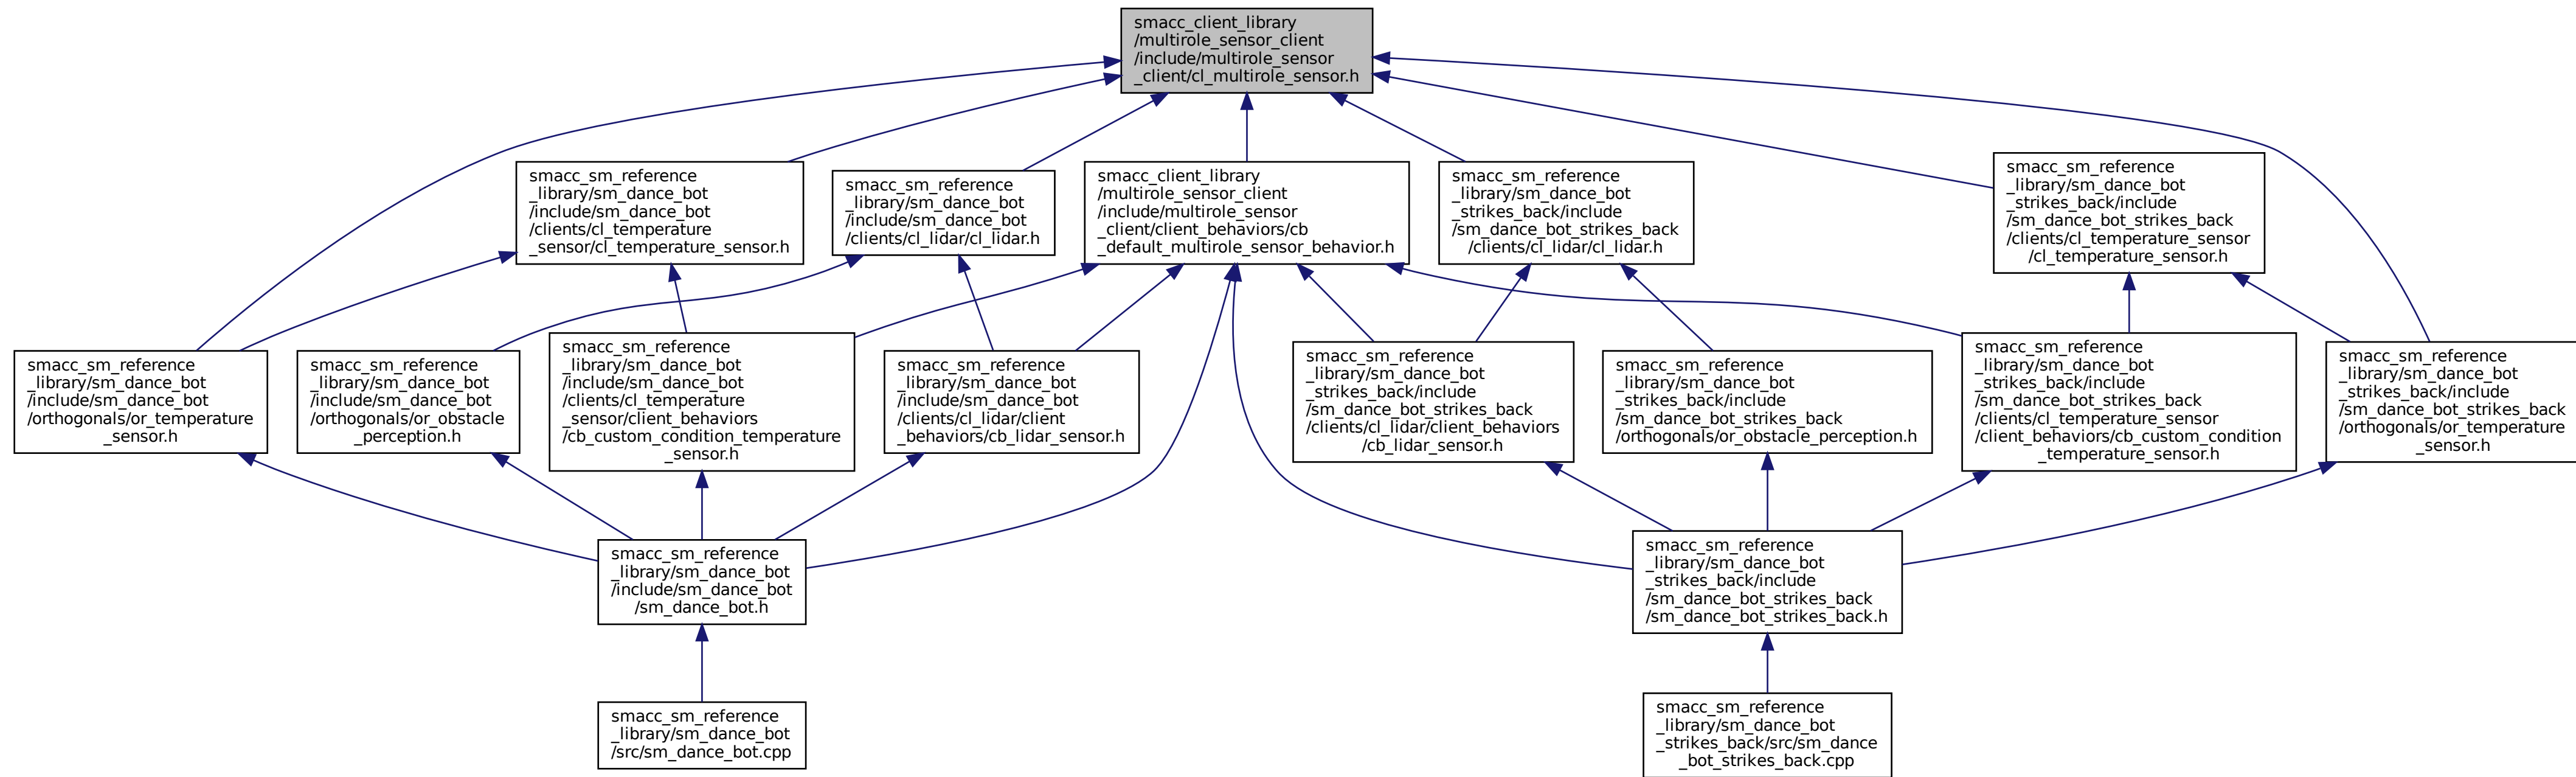 smacc_client_library
/multirole_sensor_client
/include/multirole_sensor
_client/cl_multirole_sensor.h
smacc_sm_reference
_library/sm_dance_bot
/include/sm_dance_bot
/clients/cl_temperature
_sensor/cl_temperature_sensor.h
smacc_sm_reference
_library/sm_dance_bot
/include/sm_dance_bot
/clients/cl_lidar/cl_lidar.h
smacc_client_library
/multirole_sensor_client
/include/multirole_sensor
_client/client_behaviors/cb
_default_multirole_sensor_behavior.h
smacc_sm_reference
_library/sm_dance_bot
_strikes_back/include
/sm_dance_bot_strikes_back
/clients/cl_lidar/cl_lidar.h
smacc_sm_reference
_library/sm_dance_bot
_strikes_back/include
/sm_dance_bot_strikes_back
/clients/cl_temperature_sensor
/cl_temperature_sensor.h
smacc_sm_reference
_library/sm_dance_bot
/include/sm_dance_bot
/orthogonals/or_temperature
_sensor.h
smacc_sm_reference
_library/sm_dance_bot
/include/sm_dance_bot
/orthogonals/or_obstacle
_perception.h
smacc_sm_reference
_library/sm_dance_bot
/include/sm_dance_bot
/clients/cl_temperature
_sensor/client_behaviors
/cb_custom_condition_temperature
_sensor.h
smacc_sm_reference
_library/sm_dance_bot
/include/sm_dance_bot
/clients/cl_lidar/client
_behaviors/cb_lidar_sensor.h
smacc_sm_reference
_library/sm_dance_bot
_strikes_back/include
/sm_dance_bot_strikes_back
/clients/cl_lidar/client_behaviors
/cb_lidar_sensor.h
smacc_sm_reference
_library/sm_dance_bot
_strikes_back/include
/sm_dance_bot_strikes_back
/orthogonals/or_obstacle_perception.h
smacc_sm_reference
_library/sm_dance_bot
_strikes_back/include
/sm_dance_bot_strikes_back
/clients/cl_temperature_sensor
/client_behaviors/cb_custom_condition
_temperature_sensor.h
smacc_sm_reference
_library/sm_dance_bot
_strikes_back/include
/sm_dance_bot_strikes_back
/orthogonals/or_temperature
_sensor.h
smacc_sm_reference
_library/sm_dance_bot
/include/sm_dance_bot
/sm_dance_bot.h
smacc_sm_reference
_library/sm_dance_bot
_strikes_back/include
/sm_dance_bot_strikes_back
/sm_dance_bot_strikes_back.h
smacc_sm_reference
_library/sm_dance_bot
/src/sm_dance_bot.cpp
smacc_sm_reference
_library/sm_dance_bot
_strikes_back/src/sm_dance
_bot_strikes_back.cpp